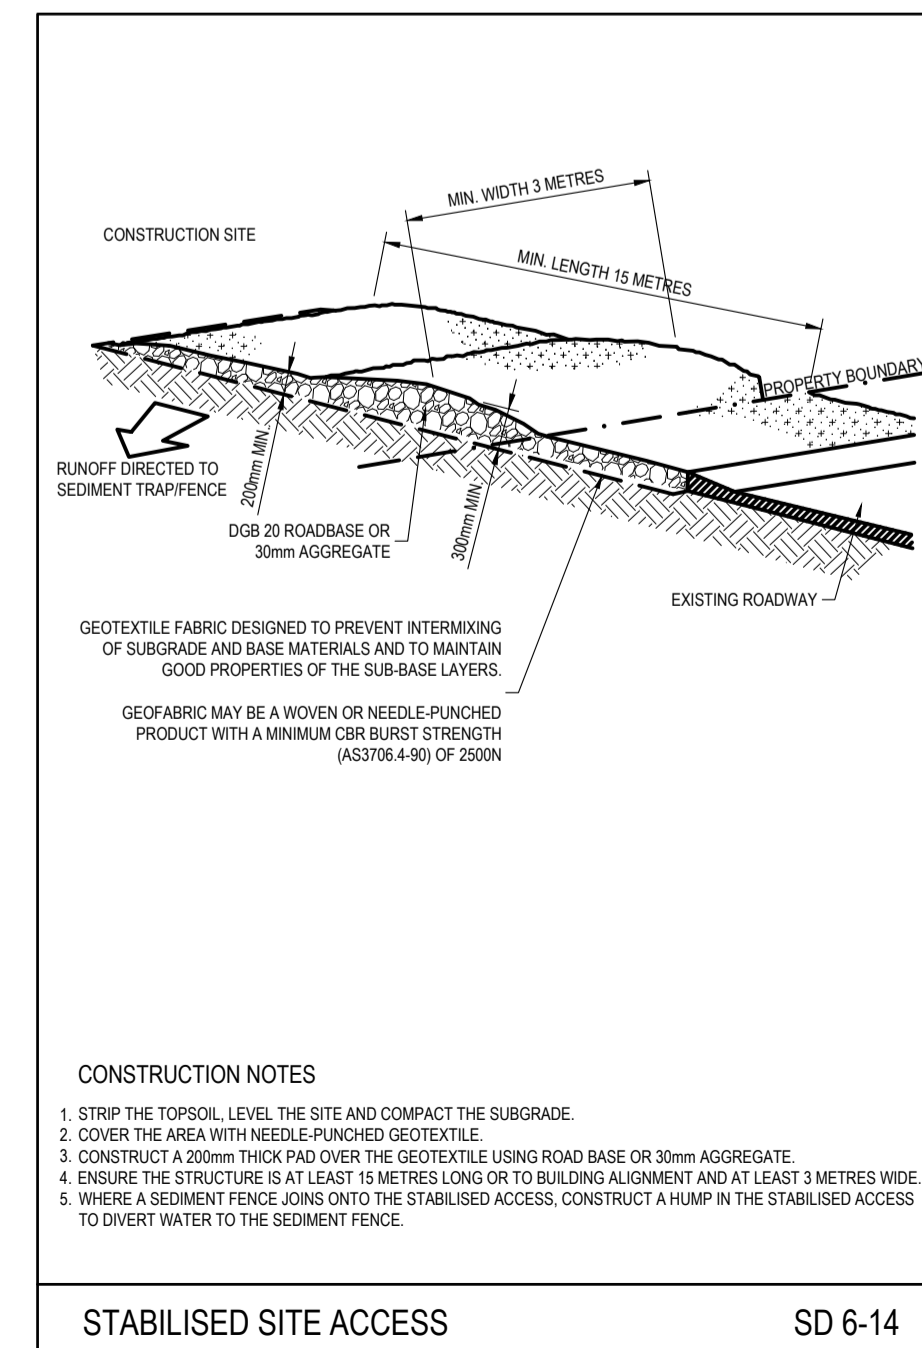 MIN. WIDTH 3 METRES
CONSTRUCTION SITE
MIN. LENGTH 15 METRES
PROPERTY BOUNDARY
RUNOFF DIRECTED TO
SEDIMENT TRAP/FENCE
200mm MIN.
DGB 20 ROADBASE OR
30mm AGGREGATE
300mm MIN.
EXISTING ROADWAY
GEOTEXTILE FABRIC DESIGNED TO PREVENT INTERMIXING
OF SUBGRADE AND BASE MATERIALS AND TO MAINTAIN
GOOD PROPERTIES OF THE SUB-BASE LAYERS.
GEOFABRIC MAY BE A WOVEN OR NEEDLE-PUNCHED
PRODUCT WITH A MINIMUM CBR BURST STRENGTH
(AS3706.4-90) OF 2500N
CONSTRUCTION NOTES
1. STRIP THE TOPSOIL, LEVEL THE SITE AND COMPACT THE SUBGRADE.
2. COVER THE AREA WITH NEEDLE-PUNCHED GEOTEXTILE.
3. CONSTRUCT A 200mm THICK PAD OVER THE GEOTEXTILE USING ROAD BASE OR 30mm AGGREGATE.
4. ENSURE THE STRUCTURE IS AT LEAST 15 METRES LONG OR TO BUILDING ALIGNMENT AND AT LEAST 3 METRES WIDE.
5. WHERE A SEDIMENT FENCE JOINS ONTO THE STABILISED ACCESS, CONSTRUCT A HUMP IN THE STABILISED ACCESS
TO DIVERT WATER TO THE SEDIMENT FENCE.
STABILISED SITE ACCESS SD 6-14